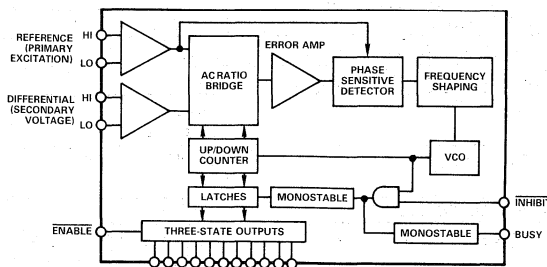 REFERENCE HI
(PRIMARY
EXCITATION) LO
DIFFERENTIAL HI
(SECONDARY
VOLTAGE) LO
AC RATIO
BRIDGE
ERROR AMP
PHASE
SENSITIVE
DETECTOR
FREQUENCY
SHAPING
UP/DOWN
COUNTER
VCO
LATCHES
MONOSTABLE
INHIBI
ENABLE
THREE-STATE OUTPUTS
MONOSTABLE
BUSY